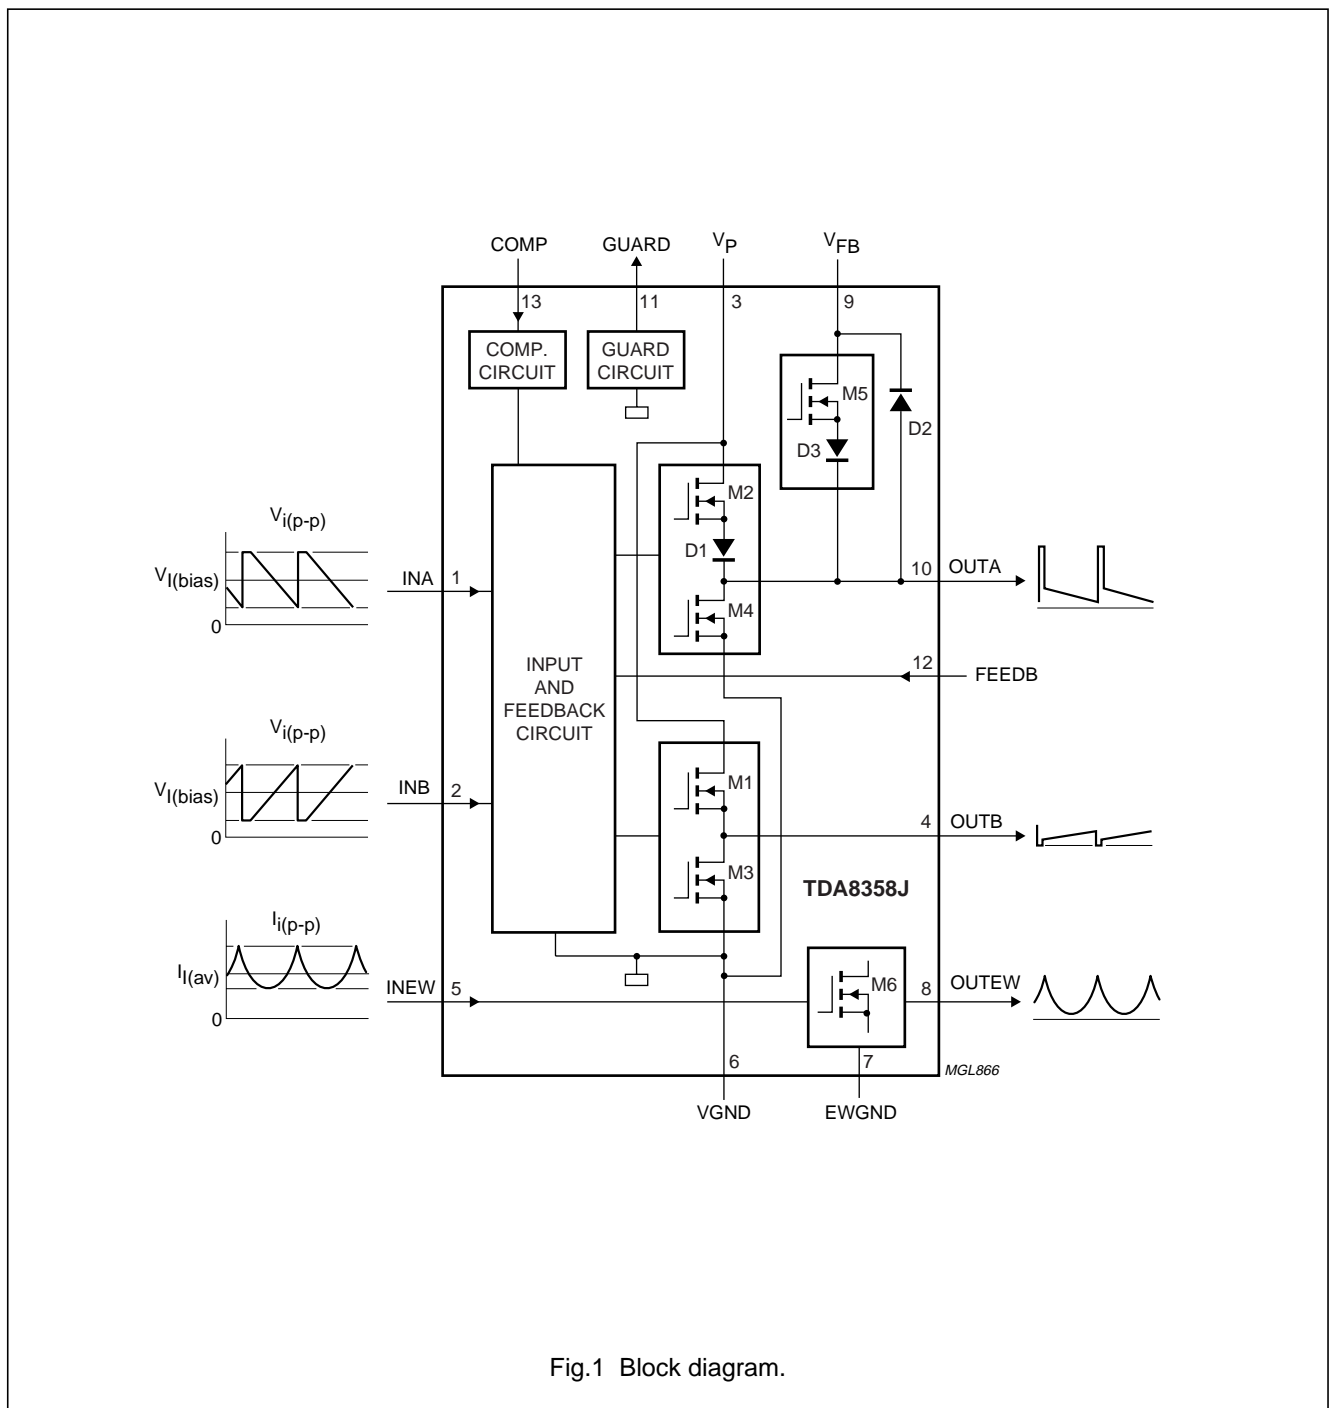 COMP
GUARD
VP
VFB
13
11
3
9
COMP.
CIRCUIT
GUARD
CIRCUIT
M5
D2
D3
M2
D1
Vi(p-p)
VI(bias)
0
INA
1
10
OUTA
M4
INPUT
AND
FEEDBACK
CIRCUIT
12
FEEDB
Vi(p-p)
VI(bias)
0
INB
2
M1
4
OUTB
M3
TDA8358J
Ii(p-p)
II(av)
0
INEW
5
M6
8
OUTEW
6
7
MGL866
VGND
EWGND
Fig.1 Block diagram.